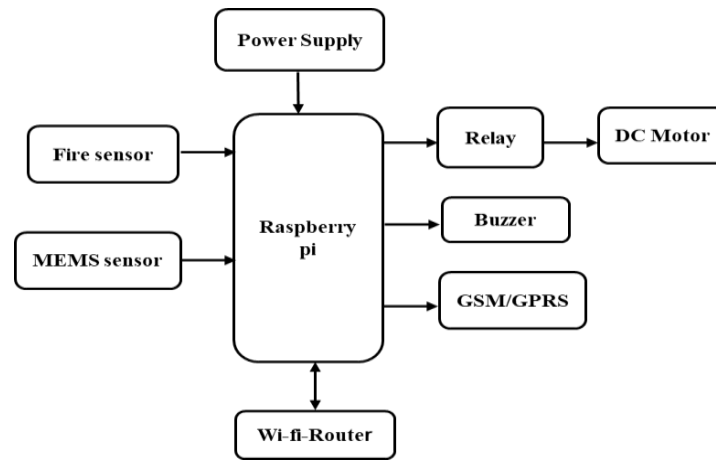 Power Supply
Fire sensor
Relay
DC Motor
MEMS sensor
Raspberry
pi
Buzzer
GSM/GPRS
Wi-fi-Router